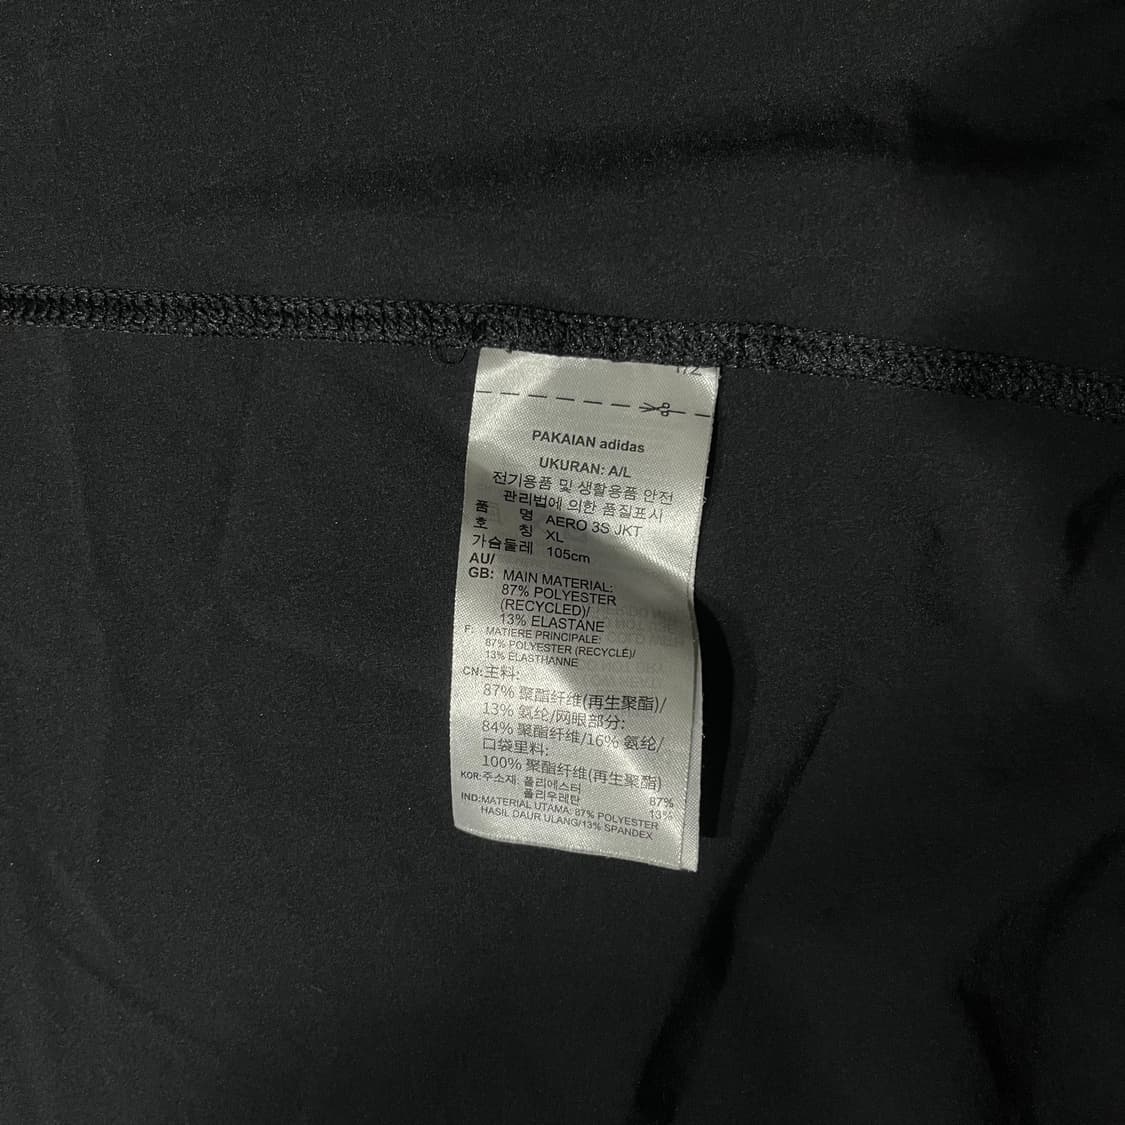 1/2
PAKAIAN adidas
UKURAN: A/L
전기용품 및 생활용품 안전
관리법에 의한 품질표시
품 명 AERO 3S JKT
호 칭 XL
가슴둘레 105cm
AU/
GB: MAIN MATERIAL:
87% POLYESTER
(RECYCLED)/
13% ELASTANE
F: MATIERE PRINCIPALE:
87% POLYESTER (RECYCLÉ)/
13% ÉLASTHANNE
CN: 主料:
87% 聚酯纤维(再生聚酯)/
13% 氨纶/网眼部分:
84% 聚酯纤维/16% 氨纶/
口袋里料:
100% 聚酯纤维(再生聚酯)
KOR: 주소재: 폴리에스터 87%
폴리우레탄 13%
IND: MATERIAL UTAMA: 87% POLYESTER
HASIL DAUR ULANG/13% SPANDEX